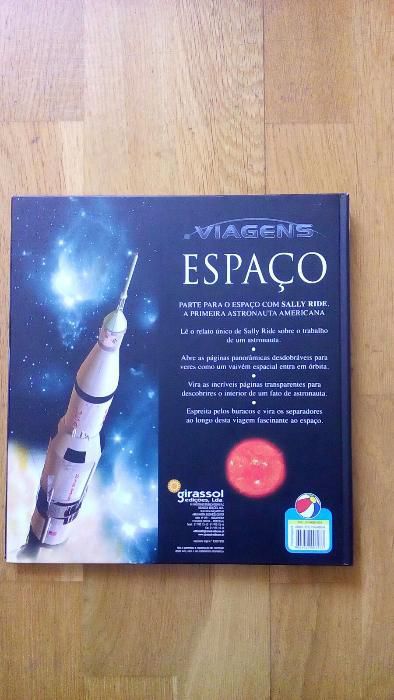 VIAGENS
ESPAÇO
PARTE PARA O ESPAÇO COM SALLY RIDE,
A PRIMEIRA ASTRONAUTA AMERICANA
Lê o relato único de Sally Ride sobre o trabalho
de um astronauta.
Abre as páginas panorâmicas desdobráveis para
veres como um vaivém espacial entra em órbita.
Vira as incríveis páginas transparentes para
descobrires o interior de um fato de astronauta.
Espreita pelos buracos e vira os separadores
ao longo desta viagem fascinante ao espaço.
girassol
edições, Lda.